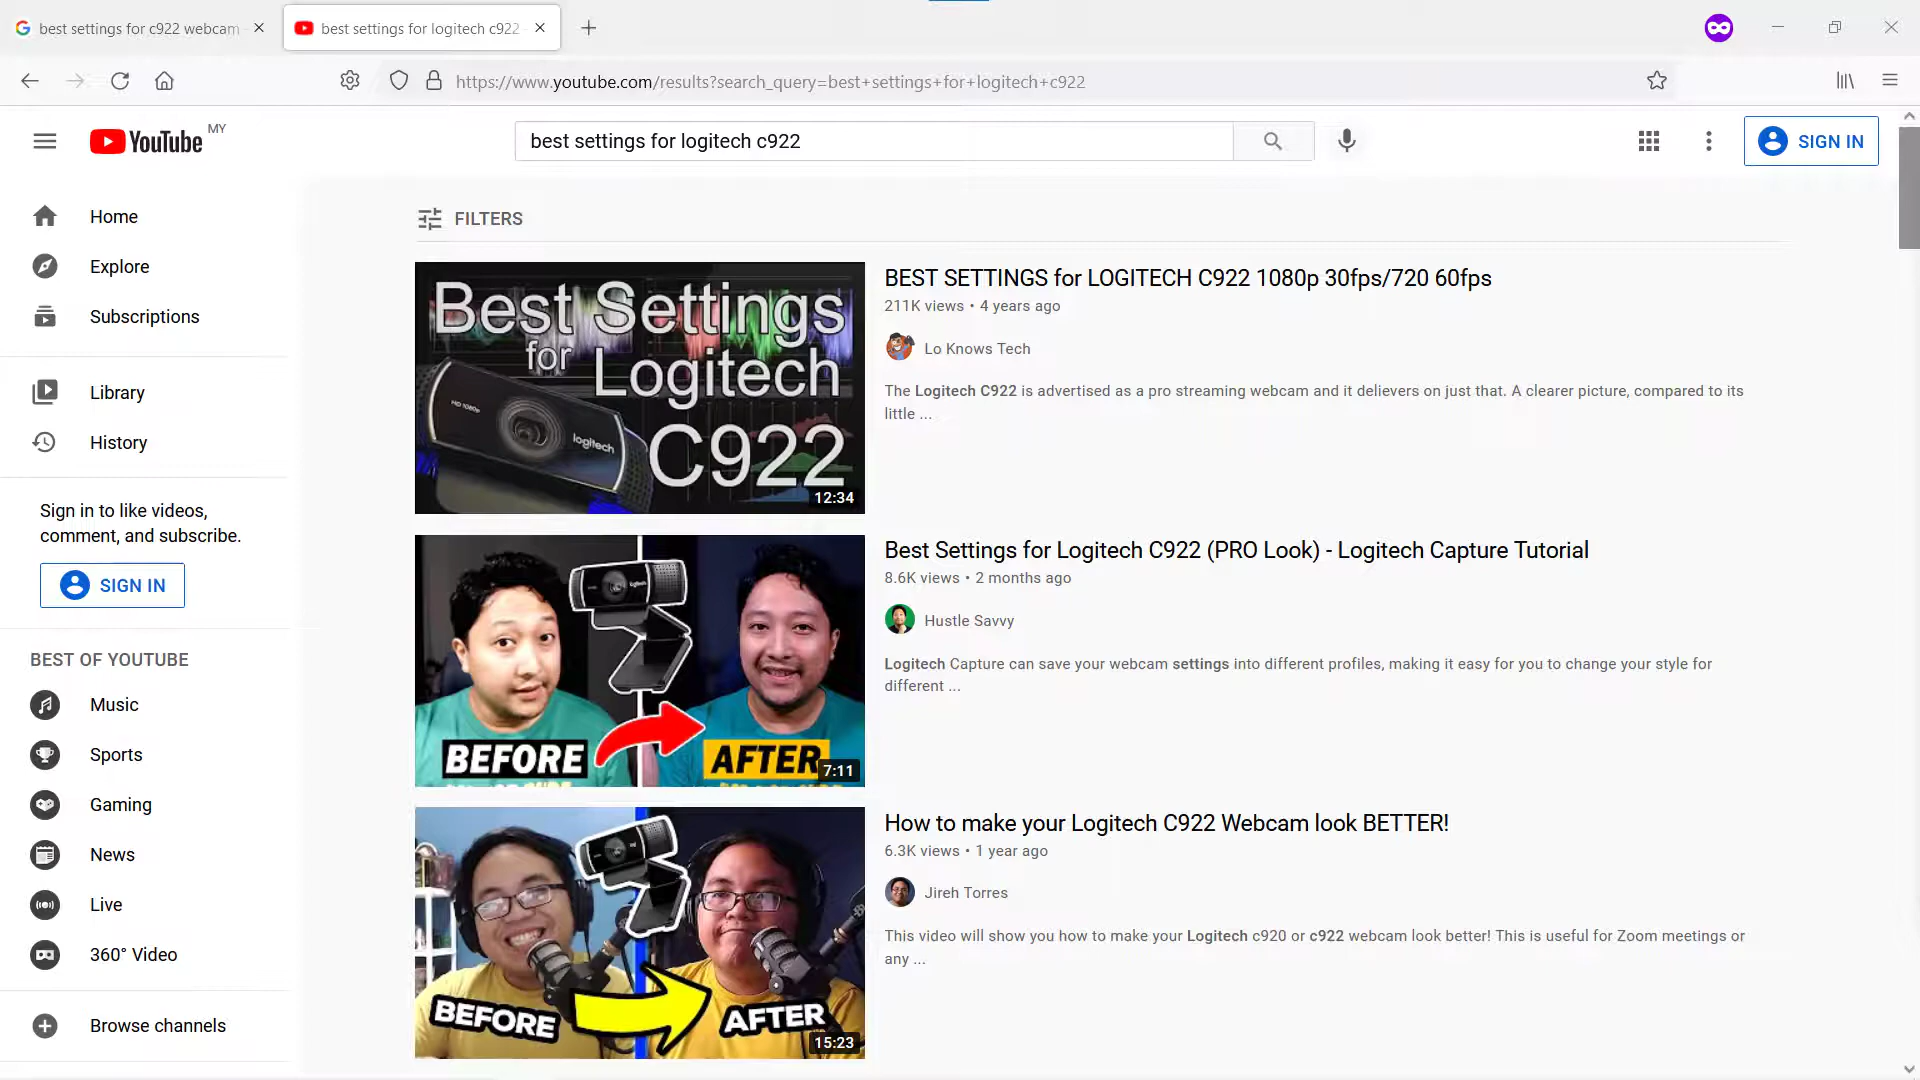 best settings for c922 webcam
best settings for logitech c922
https://www.youtube.com/results?search_query=best+settings+for+logitech+c922
YouTube MY
best settings for logitech c922
SIGN IN
Home
Explore
Subscriptions
Library
History
Sign in to like videos,
comment, and subscribe.
SIGN IN
BEST OF YOUTUBE
Music
Sports
Gaming
News
Live
360° Video
Browse channels
FILTERS
Best Settings
for Logitech
C922
HD 1080p
logitech
12:34
BEST SETTINGS for LOGITECH C922 1080p 30fps/720 60fps
211K views • 4 years ago
Lo Knows Tech
The Logitech C922 is advertised as a pro streaming webcam and it delievers on just that. A clearer picture, compared to its
little ...
BEFORE
AFTER
7:11
Best Settings for Logitech C922 (PRO Look) - Logitech Capture Tutorial
8.6K views • 2 months ago
Hustle Savvy
Logitech Capture can save your webcam settings into different profiles, making it easy for you to change your style for
different ...
BEFORE
AFTER
15:23
How to make your Logitech C922 Webcam look BETTER!
6.3K views • 1 year ago
Jireh Torres
This video will show you how to make your Logitech c920 or c922 webcam look better! This is useful for Zoom meetings or
any ...